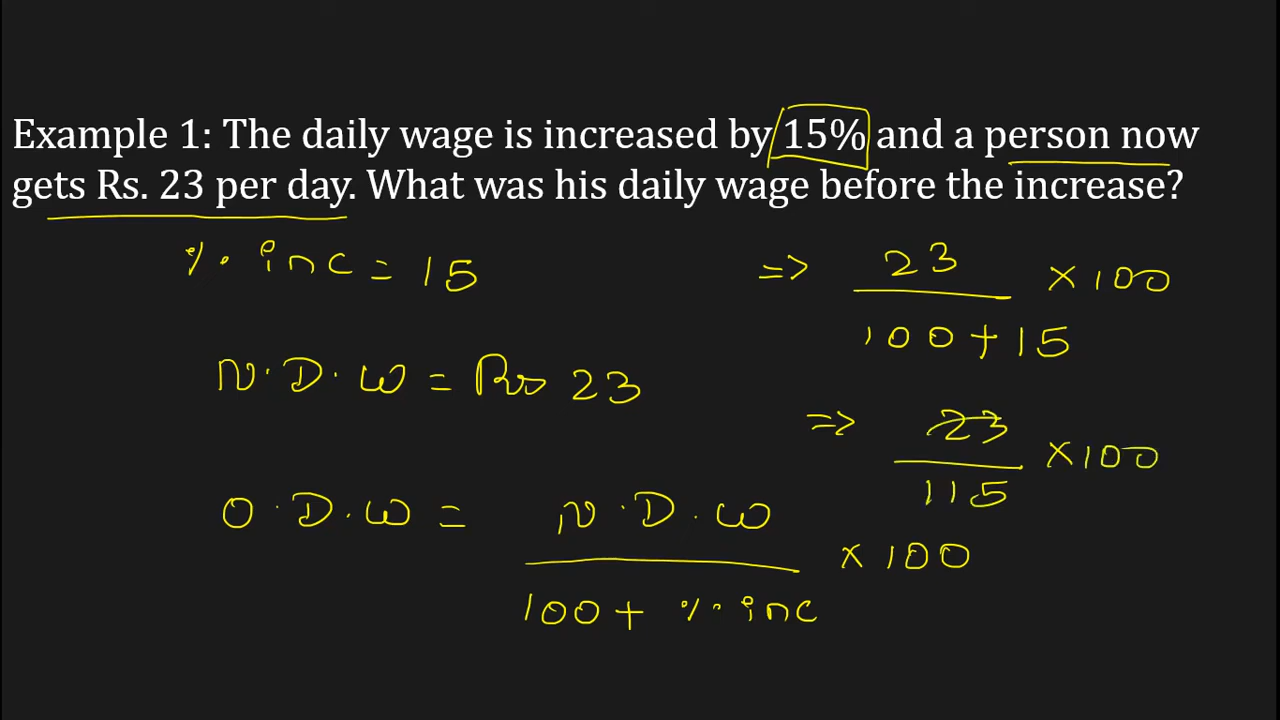 Example 1: The daily wage is increased by 15% and a person now
gets Rs. 23 per day. What was his daily wage before the increase?
% inc = 15
N.D.W = Rs 23
O.D.W = N.D.W
100 + % inc
× 100
=> 23
100 + 15
× 100
=> 23
115
× 100